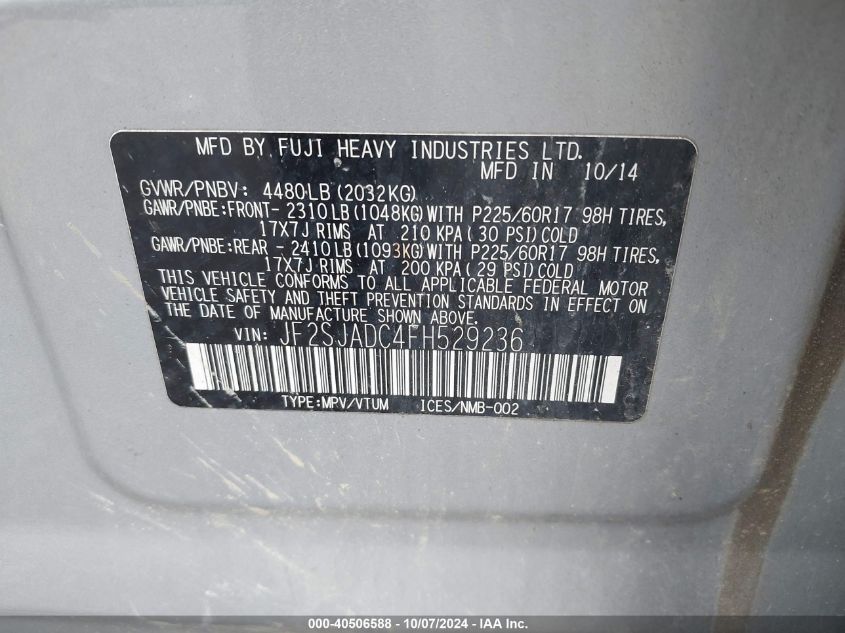 MFD BY FUJI HEAVY INDUSTRIES LTD.
MFD IN 10/14
GVWR/PNBV: 4480LB (2032KG)
GAWR/PNBE:FRONT- 2310LB (1048KG) WITH P225/60R17 98H TIRES,
17X7J RIMS AT 210 KPA (30 PSI) COLD
GAWR/PNBE:REAR - 2410LB (1093KG) WITH P225/60R17 98H TIRES,
17X7J RIMS AT 200 KPA (29 PSI) COLD
THIS VEHICLE CONFORMS TO ALL APPLICABLE FEDERAL MOTOR
VEHICLE SAFETY AND THEFT PREVENTION STANDARDS IN EFFECT ON
THE DATE OF MANUFACTURE SHOWN ABOVE.
VIN: JF2SJADC4FH529236
TYPE:MPV/VTUM ICES/NMB-002
000-40506588 - 10/07/2024 - IAA Inc.